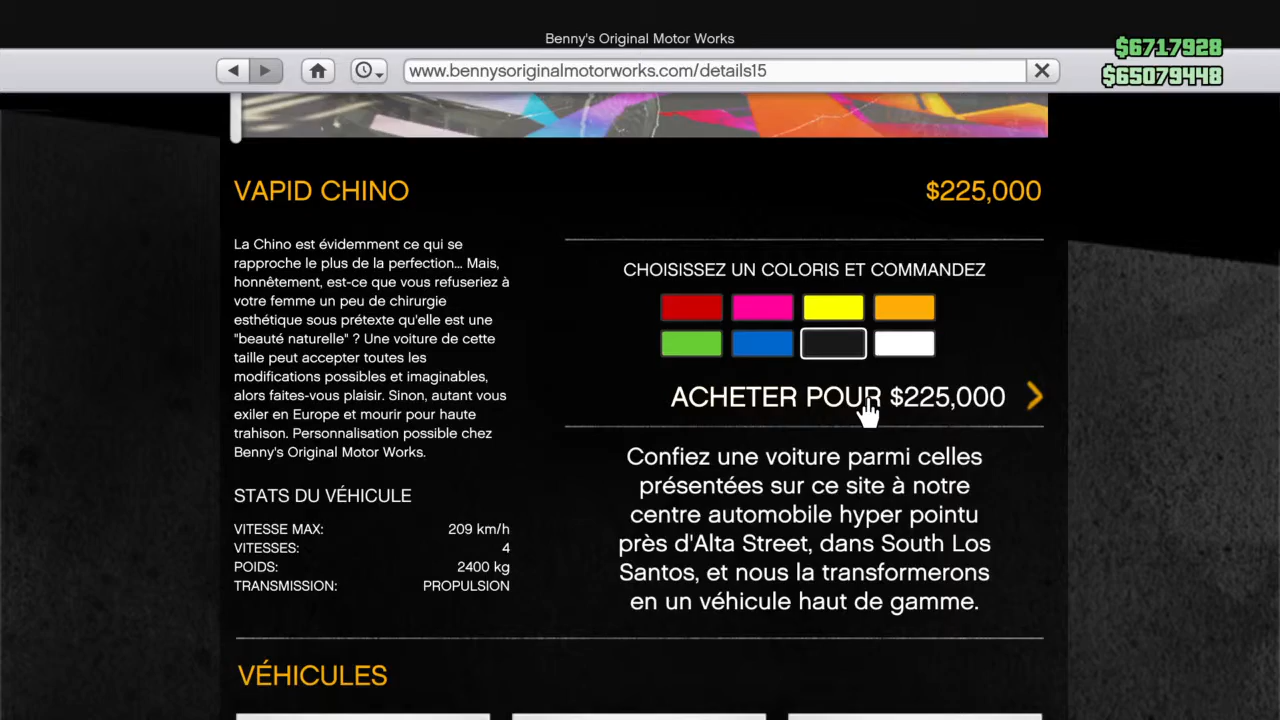 Benny's Original Motor Works
$6717928
www.bennysoriginalmotorworks.com/details15
$65079448
VAPID CHINO
$225,000
La Chino est évidemment ce qui se
rapproche le plus de la perfection... Mais,
honnêtement, est-ce que vous refuseriez à
votre femme un peu de chirurgie
esthétique sous prétexte qu'elle est une
"beauté naturelle" ? Une voiture de cette
taille peut accepter toutes les
modifications possibles et imaginables,
alors faites-vous plaisir. Sinon, autant vous
exiler en Europe et mourir pour haute
trahison. Personnalisation possible chez
Benny's Original Motor Works.
STATS DU VÉHICULE
VITESSE MAX: 209 km/h
VITESSES: 4
POIDS: 2400 kg
TRANSMISSION: PROPULSION
CHOISISSEZ UN COLORIS ET COMMANDEZ
ACHETER POUR $225,000
Confiez une voiture parmi celles
présentées sur ce site à notre
centre automobile hyper pointu
près d'Alta Street, dans South Los
Santos, et nous la transformerons
en un véhicule haut de gamme.
VÉHICULES